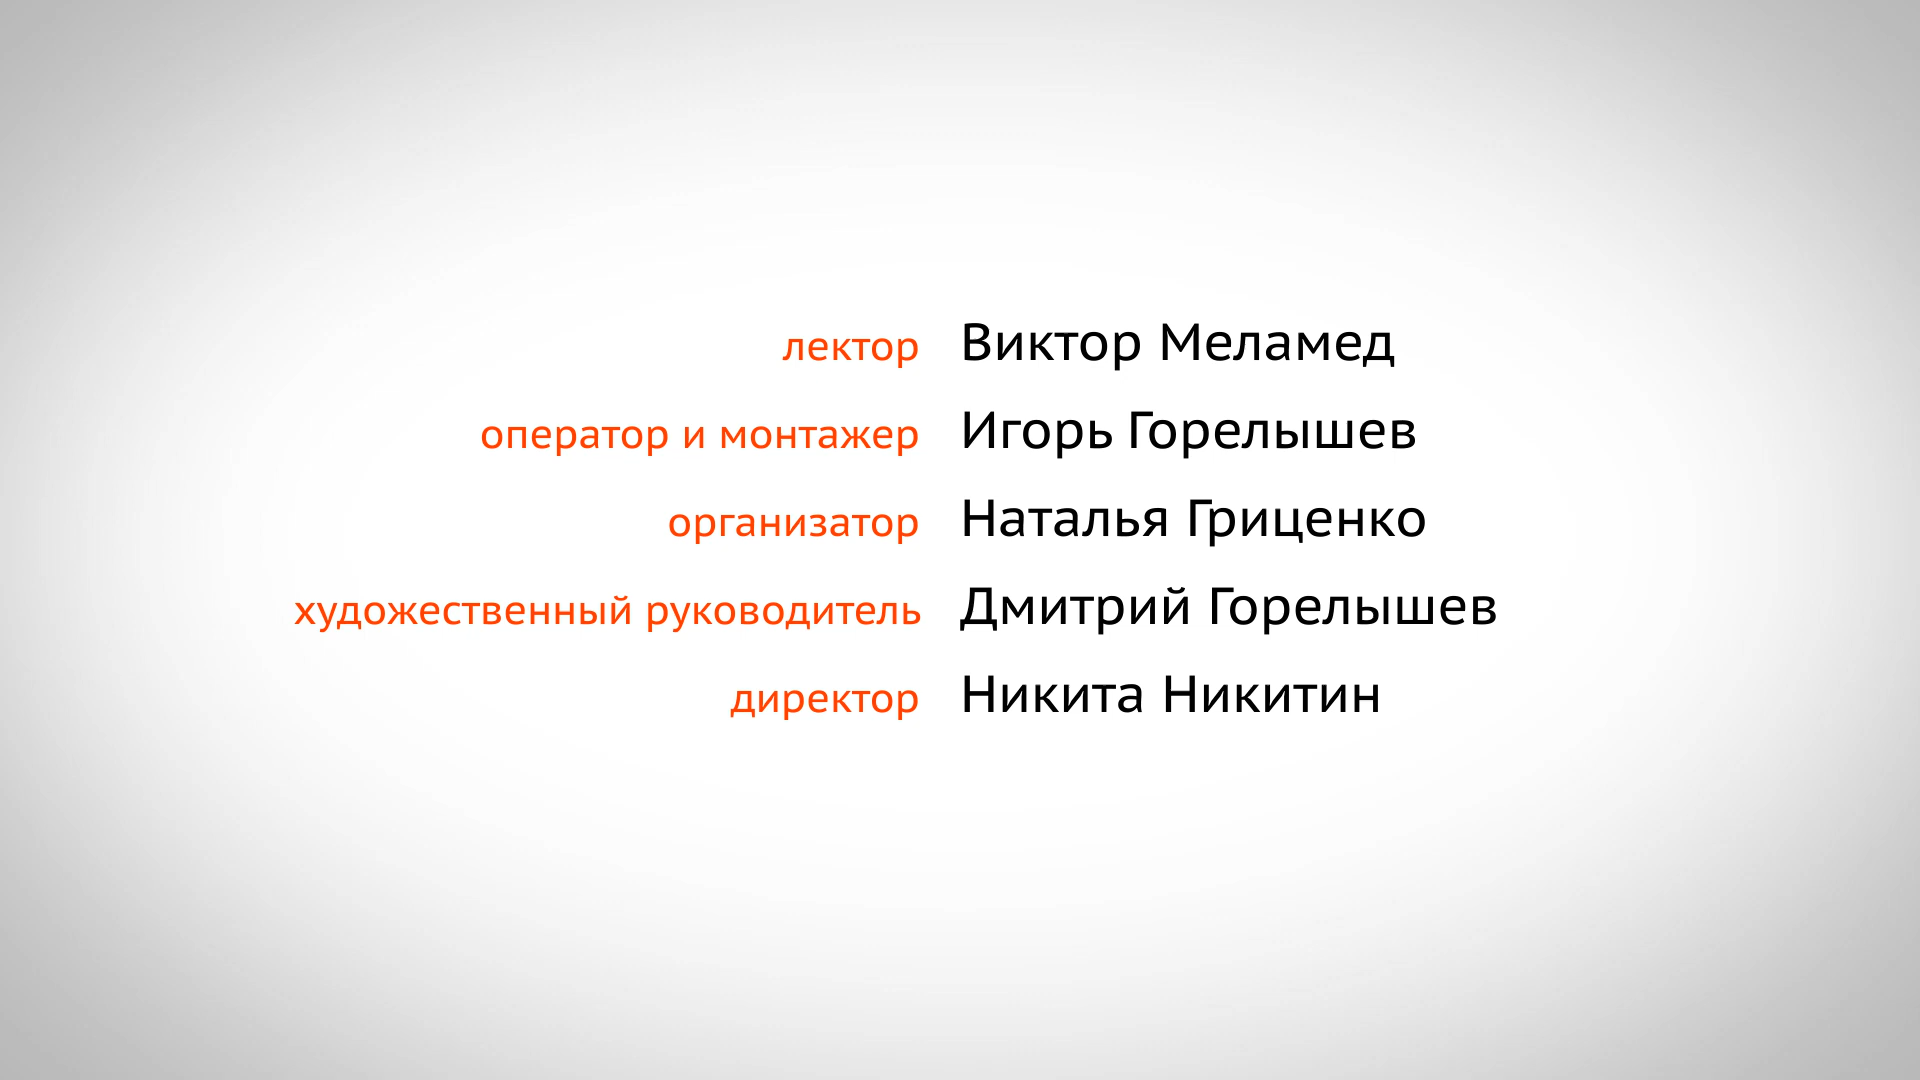 лектор Виктор Меламед
оператор и монтажер Игорь Горелышев
организатор Наталья Гриценко
художественный руководитель Дмитрий Горелышев
директор Никита Никитин